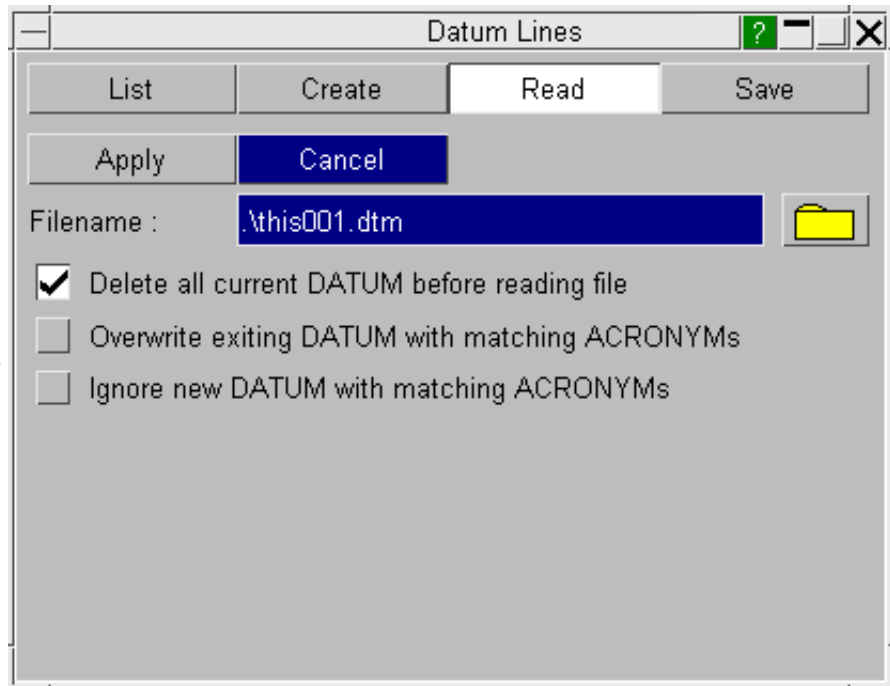 Datum Lines ?
List Create Read Save
Apply Cancel
Filename : .\this001.dtm
Delete all current DATUM before reading file
Overwrite exiting DATUM with matching ACRONYMs
Ignore new DATUM with matching ACRONYMs